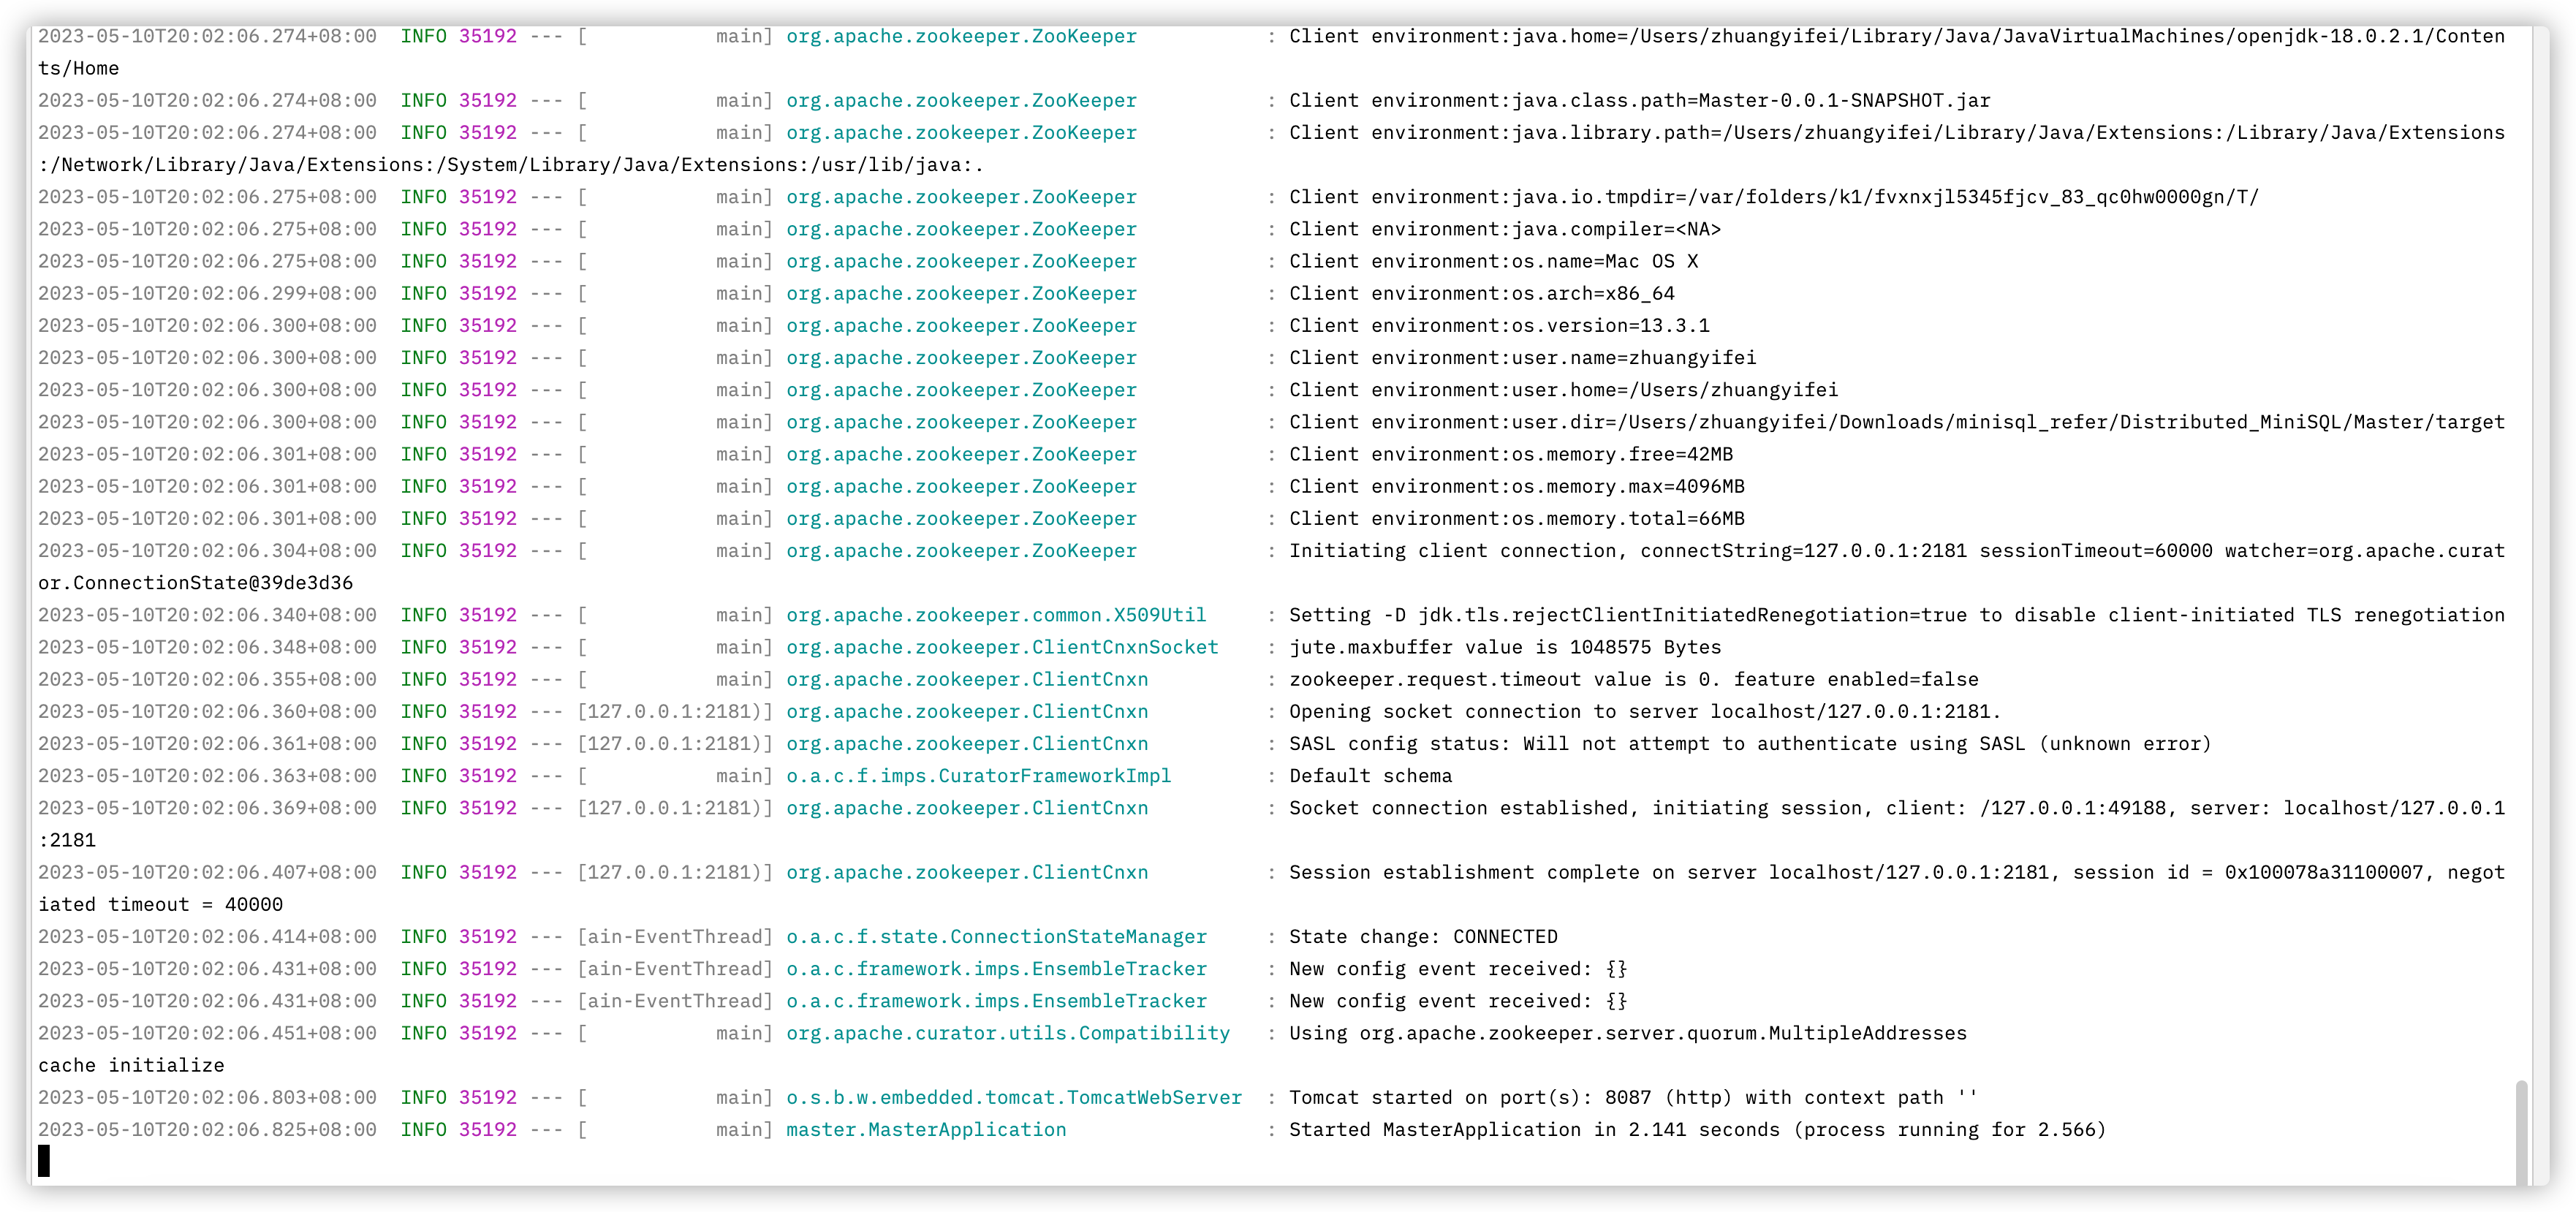 2023-05-10T20:02:06.274+08:00  INFO 35192 --- [           main] org.apache.zookeeper.ZooKeeper           : Client environment:java.home=/Users/zhuangyifei/Library/Java/JavaVirtualMachines/openjdk-18.0.2.1/Conten
ts/Home
2023-05-10T20:02:06.274+08:00  INFO 35192 --- [           main] org.apache.zookeeper.ZooKeeper           : Client environment:java.class.path=Master-0.0.1-SNAPSHOT.jar
2023-05-10T20:02:06.274+08:00  INFO 35192 --- [           main] org.apache.zookeeper.ZooKeeper           : Client environment:java.library.path=/Users/zhuangyifei/Library/Java/Extensions:/Library/Java/Extensions
:/Network/Library/Java/Extensions:/System/Library/Java/Extensions:/usr/lib/java:.
2023-05-10T20:02:06.275+08:00  INFO 35192 --- [           main] org.apache.zookeeper.ZooKeeper           : Client environment:java.io.tmpdir=/var/folders/k1/fvxnxjl5345fjcv_83_qc0hw0000gn/T/
2023-05-10T20:02:06.275+08:00  INFO 35192 --- [           main] org.apache.zookeeper.ZooKeeper           : Client environment:java.compiler=<NA>
2023-05-10T20:02:06.275+08:00  INFO 35192 --- [           main] org.apache.zookeeper.ZooKeeper           : Client environment:os.name=Mac OS X
2023-05-10T20:02:06.299+08:00  INFO 35192 --- [           main] org.apache.zookeeper.ZooKeeper           : Client environment:os.arch=x86_64
2023-05-10T20:02:06.300+08:00  INFO 35192 --- [           main] org.apache.zookeeper.ZooKeeper           : Client environment:os.version=13.3.1
2023-05-10T20:02:06.300+08:00  INFO 35192 --- [           main] org.apache.zookeeper.ZooKeeper           : Client environment:user.name=zhuangyifei
2023-05-10T20:02:06.300+08:00  INFO 35192 --- [           main] org.apache.zookeeper.ZooKeeper           : Client environment:user.home=/Users/zhuangyifei
2023-05-10T20:02:06.300+08:00  INFO 35192 --- [           main] org.apache.zookeeper.ZooKeeper           : Client environment:user.dir=/Users/zhuangyifei/Downloads/minisql_refer/Distributed_MiniSQL/Master/target
2023-05-10T20:02:06.301+08:00  INFO 35192 --- [           main] org.apache.zookeeper.ZooKeeper           : Client environment:os.memory.free=42MB
2023-05-10T20:02:06.301+08:00  INFO 35192 --- [           main] org.apache.zookeeper.ZooKeeper           : Client environment:os.memory.max=4096MB
2023-05-10T20:02:06.301+08:00  INFO 35192 --- [           main] org.apache.zookeeper.ZooKeeper           : Client environment:os.memory.total=66MB
2023-05-10T20:02:06.304+08:00  INFO 35192 --- [           main] org.apache.zookeeper.ZooKeeper           : Initiating client connection, connectString=127.0.0.1:2181 sessionTimeout=60000 watcher=org.apache.curat
or.ConnectionState@39de3d36
2023-05-10T20:02:06.340+08:00  INFO 35192 --- [           main] org.apache.zookeeper.common.X509Util     : Setting -D jdk.tls.rejectClientInitiatedRenegotiation=true to disable client-initiated TLS renegotiation
2023-05-10T20:02:06.348+08:00  INFO 35192 --- [           main] org.apache.zookeeper.ClientCnxnSocket    : jute.maxbuffer value is 1048575 Bytes
2023-05-10T20:02:06.355+08:00  INFO 35192 --- [           main] org.apache.zookeeper.ClientCnxn          : zookeeper.request.timeout value is 0. feature enabled=false
2023-05-10T20:02:06.360+08:00  INFO 35192 --- [127.0.0.1:2181)] org.apache.zookeeper.ClientCnxn          : Opening socket connection to server localhost/127.0.0.1:2181.
2023-05-10T20:02:06.361+08:00  INFO 35192 --- [127.0.0.1:2181)] org.apache.zookeeper.ClientCnxn          : SASL config status: Will not attempt to authenticate using SASL (unknown error)
2023-05-10T20:02:06.363+08:00  INFO 35192 --- [           main] o.a.c.f.imps.CuratorFrameworkImpl        : Default schema
2023-05-10T20:02:06.369+08:00  INFO 35192 --- [127.0.0.1:2181)] org.apache.zookeeper.ClientCnxn          : Socket connection established, initiating session, client: /127.0.0.1:49188, server: localhost/127.0.0.1
:2181
2023-05-10T20:02:06.407+08:00  INFO 35192 --- [127.0.0.1:2181)] org.apache.zookeeper.ClientCnxn          : Session establishment complete on server localhost/127.0.0.1:2181, session id = 0x100078a31100007, negot
iated timeout = 40000
2023-05-10T20:02:06.414+08:00  INFO 35192 --- [ain-EventThread] o.a.c.f.state.ConnectionStateManager     : State change: CONNECTED
2023-05-10T20:02:06.431+08:00  INFO 35192 --- [ain-EventThread] o.a.c.framework.imps.EnsembleTracker     : New config event received: {}
2023-05-10T20:02:06.431+08:00  INFO 35192 --- [ain-EventThread] o.a.c.framework.imps.EnsembleTracker     : New config event received: {}
2023-05-10T20:02:06.451+08:00  INFO 35192 --- [           main] org.apache.curator.utils.Compatibility   : Using org.apache.zookeeper.server.quorum.MultipleAddresses
cache initialize
2023-05-10T20:02:06.803+08:00  INFO 35192 --- [           main] o.s.b.w.embedded.tomcat.TomcatWebServer  : Tomcat started on port(s): 8087 (http) with context path ''
2023-05-10T20:02:06.825+08:00  INFO 35192 --- [           main] master.MasterApplication                 : Started MasterApplication in 2.141 seconds (process running for 2.566)